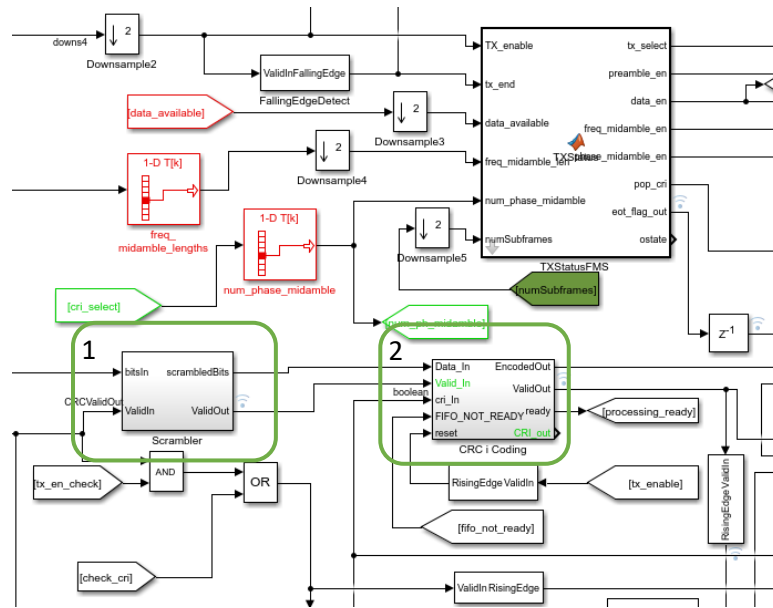 downs4
2
Downsample2
ValidInFallingEdge
FallingEdgeDetect
[data_available]
2
Downsample3
1-D T[k]
freq_
midamble_lengths
2
Downsample4
1-D T[k]
num_phase_midamble
2
Downsample5
TX_enable
tx_end
data_available
freq_midamble_len
num_phase_midamble
numSubframes
tx_select
preamble_en
data_en
freq_midamble_en
phase_midamble_en
pop_cri
eot_flag_out
ostate
TXStatus
TXStatusFMS
[numSubframes]
[cri_select]
[num_ph_midamble]
Z-1
1
bitsIn
scrambledBits
CRCValidOut
ValidIn
ValidOut
Scrambler
2
Data_In
EncodedOut
Valid_In
ValidOut
boolean
cri_In
ready
FIFO_NOT_READY
reset
CRI_out
CRC i Coding
[processing_ready]
[tx_en_check]
AND
OR
RisingEdge ValidIn
[tx_enable]
[fifo_not_ready]
RisingEdge ValidIn
[check_cri]
ValidIn RisingEdge